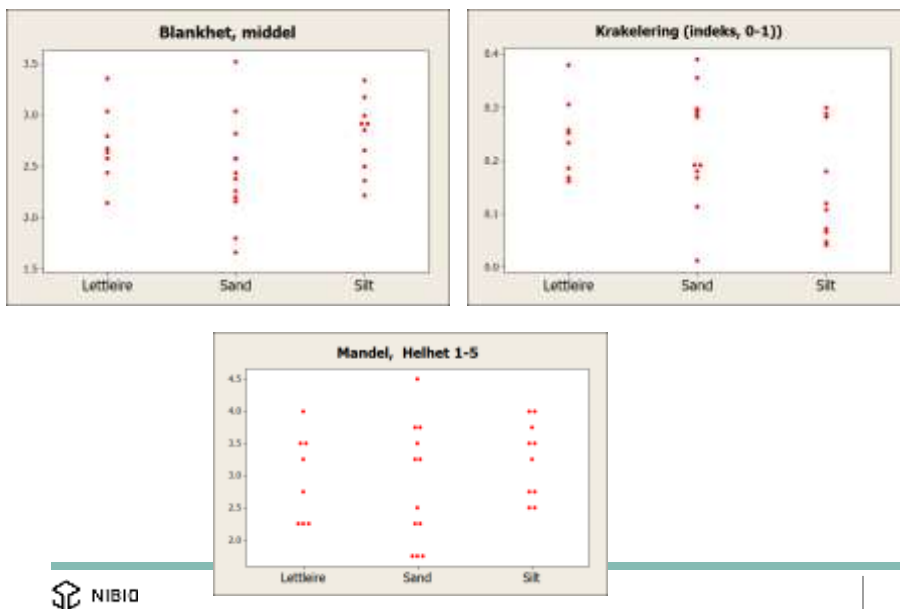 Blankhet, middel
3.5
3.0
2.5
2.0
1.5
Lettleire Sand Silt
Krakelering (indeks, 0-1))
0.4
0.3
0.2
0.1
0.0
Lettleire Sand Silt
Mandel, Helhet 1-5
4.5
4.0
3.5
3.0
2.5
2.0
Lettleire Sand Silt
NIBIO